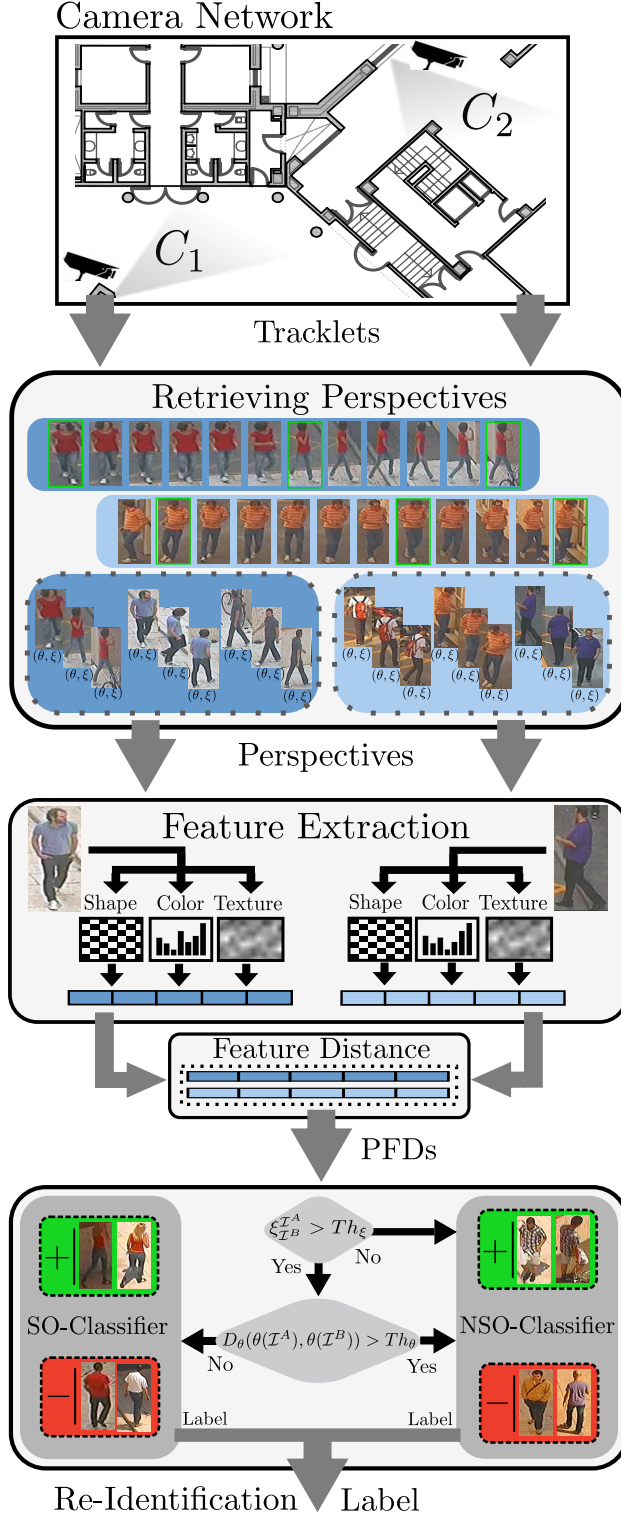 Camera Network
C₂
C₁
Tracklets
Retrieving Perspectives
(θ, ξ) (θ, ξ) (θ, ξ) (θ, ξ) (θ, ξ) (θ, ξ) (θ, ξ) (θ, ξ) (θ, ξ)
(θ, ξ) (θ, ξ) (θ, ξ) (θ, ξ) (θ, ξ) (θ, ξ) (θ, ξ) (θ, ξ) (θ, ξ)
Perspectives
Feature Extraction
Shape Color Texture
Shape Color Texture
Feature Distance
PFDs
+
ξ^{I^A}_{I^B} > Th_ξ
No
Yes
+
SO-Classifier
D_θ(θ(I^A), θ(I^B)) > Th_θ
NSO-Classifier
No
Yes
−
−
Label
Label
Re-Identification Label